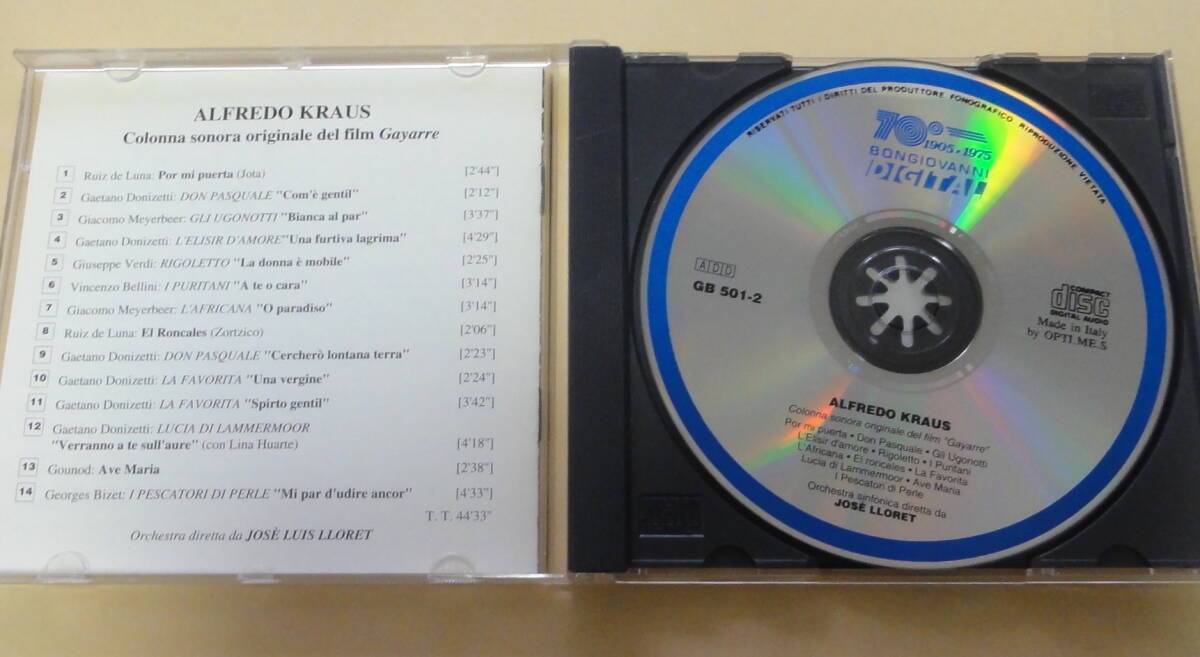 ALFREDO KRAUS
Colonna sonora originale del film Gayarre
1 Ruiz de Luna: Por mi puerta (Jota) [2'44"]
2 Gaetano Donizetti: DON PASQUALE "Com'è gentil" [2'12"]
3 Giacomo Meyerbeer: GLI UGONOTTI "Bianca al par" [3'37"]
4 Gaetano Donizetti: L'ELISIR D'AMORE "Una furtiva lagrima" [4'29"]
5 Giuseppe Verdi: RIGOLETTO "La donna è mobile" [2'25"]
6 Vincenzo Bellini: I PURITANI "A te o cara" [3'14"]
7 Giacomo Meyerbeer: L'AFRICANA "O paradiso" [3'14"]
8 Ruiz de Luna: El Roncales (Zortzico) [2'06"]
9 Gaetano Donizetti: DON PASQUALE "Cercherò lontana terra" [2'23"]
10 Gaetano Donizetti: LA FAVORITA "Una vergine" [2'24"]
11 Gaetano Donizetti: LA FAVORITA "Spirto gentil" [3'42"]
12 Gaetano Donizetti: LUCIA DI LAMMERMOOR
"Verranno a te sull'aure" (con Lina Huarte) [4'18"]
13 Gounod: Ave Maria [2'38"]
14 Georges Bizet: I PESCATORI DI PERLE "Mi par d'udire ancor" [4'33"]
T. T. 44'33"
Orchestra diretta da JOSÈ LUIS LLORET
RISERVATI TUTTI I DIRITTI DEL PRODUTTORE FONOGRAFICO RIPRODUZIONE VIETATA
70°
1905-1975
BONGIOVANNI
DIGITAL
ADD
GB 501-2
COMPACT
disc
DIGITAL AUDIO
Made in Italy
by OPTI.ME.S
ALFREDO KRAUS
Colonna sonora originale del film "Gayarre"
Por mi puerta • Don Pasquale • Gli Ugonotti
L'Elisir d'amore • Rigoletto • I Puritani
L'Africana • El roncales • La Favorita
Lucia di Lammermoor • Ave Maria
I Pescatori di Perle
Orchestra sinfonica diretta da
JOSÈ LLORET